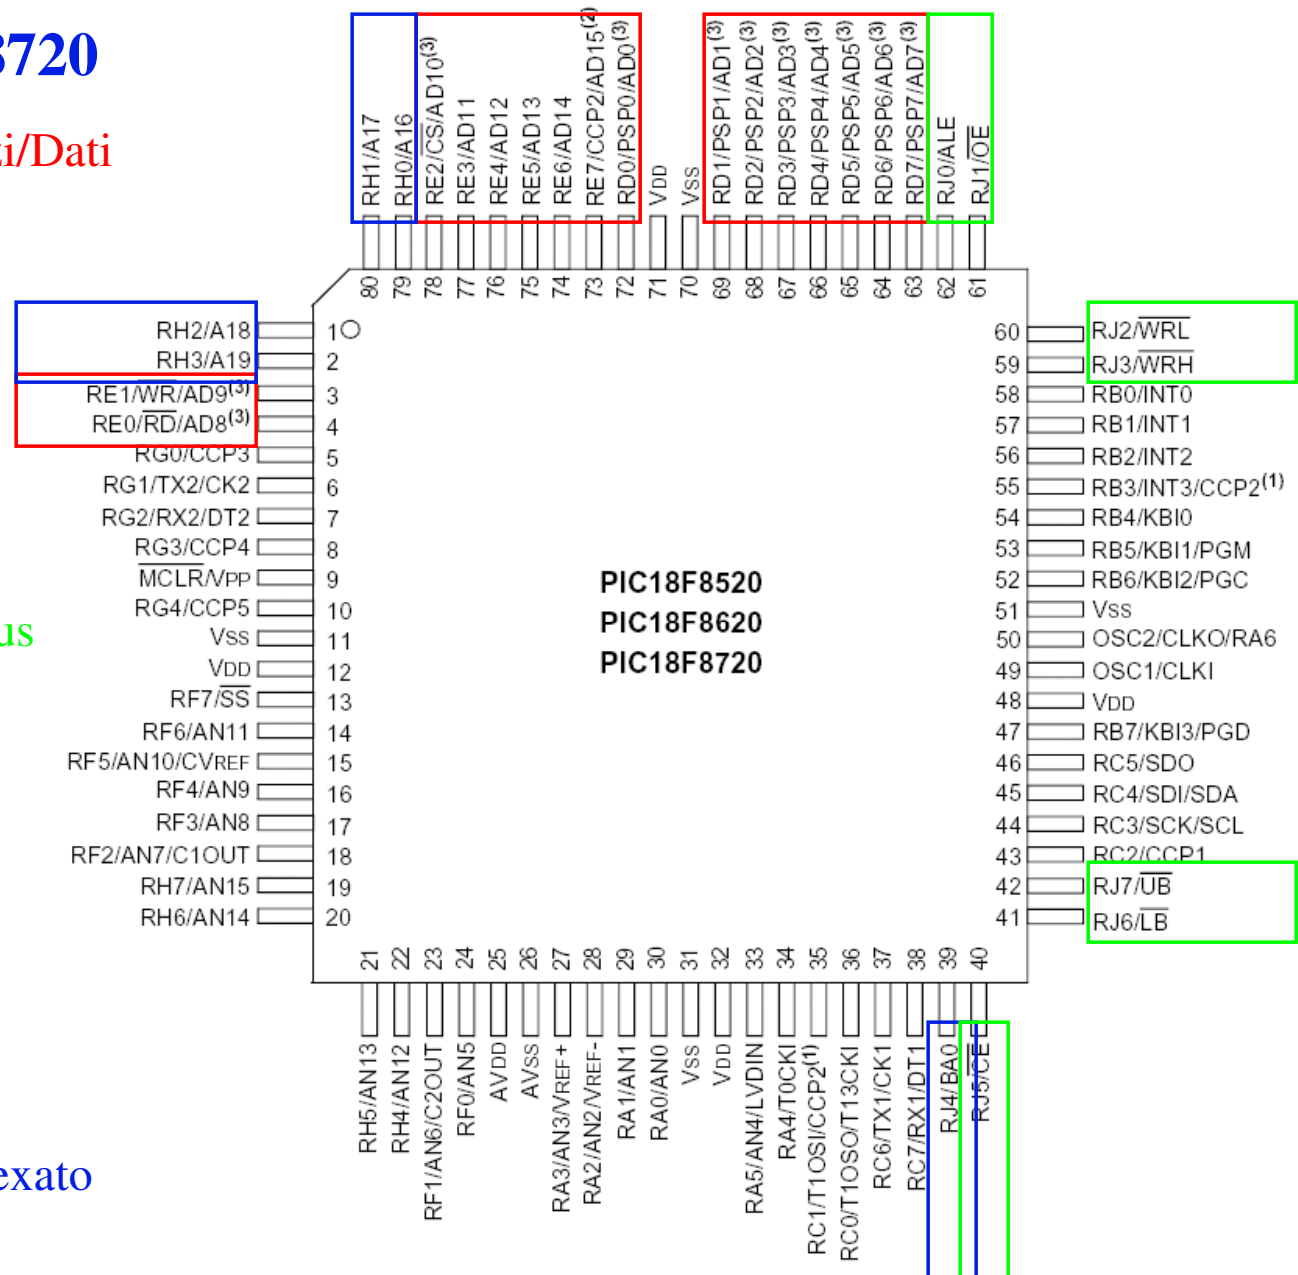 8720
zi/Dati
us
exato
RH1/A17
RH0/A16
RE2/CS/AD10(3)
RE3/AD11
RE4/AD12
RE5/AD13
RE6/AD14
RE7/CCP2/AD15(2)
RD0/PSP0/AD0(3)
VDD
VSS
RD1/PSP1/AD1(3)
RD2/PSP2/AD2(3)
RD3/PSP3/AD3(3)
RD4/PSP4/AD4(3)
RD5/PSP5/AD5(3)
RD6/PSP6/AD6(3)
RD7/PSP7/AD7(3)
RJ0/ALE
RJ1/OE
80 79 78 77 76 75 74 73 72 71 70 69 68 67 66 65 64 63 62 61
RH2/A18 1
RH3/A19 2
RE1/WR/AD9(3) 3
RE0/RD/AD8(3) 4
RG0/CCP3 5
RG1/TX2/CK2 6
RG2/RX2/DT2 7
RG3/CCP4 8
MCLR/VPP 9
RG4/CCP5 10
VSS 11
VDD 12
RF7/SS 13
RF6/AN11 14
RF5/AN10/CVREF 15
RF4/AN9 16
RF3/AN8 17
RF2/AN7/C1OUT 18
RH7/AN15 19
RH6/AN14 20
PIC18F8520
PIC18F8620
PIC18F8720
60 RJ2/WRL
59 RJ3/WRH
58 RB0/INT0
57 RB1/INT1
56 RB2/INT2
55 RB3/INT3/CCP2(1)
54 RB4/KBI0
53 RB5/KBI1/PGM
52 RB6/KBI2/PGC
51 VSS
50 OSC2/CLKO/RA6
49 OSC1/CLKI
48 VDD
47 RB7/KBI3/PGD
46 RC5/SDO
45 RC4/SDI/SDA
44 RC3/SCK/SCL
43 RC2/CCP1
42 RJ7/UB
41 RJ6/LB
21 22 23 24 25 26 27 28 29 30 31 32 33 34 35 36 37 38 39 40
RH5/AN13
RH4/AN12
RF1/AN6/C2OUT
RF0/AN5
AVDD
AVSS
RA3/AN3/VREF+
RA2/AN2/VREF-
RA1/AN1
RA0/AN0
VSS
VDD
RA5/AN4/LVDIN
RA4/T0CKI
RC1/T1OSI/CCP2(1)
RC0/T1OSO/T13CKI
RC6/TX1/CK1
RC7/RX1/DT1
RJ4/BA0
RJ5/CE